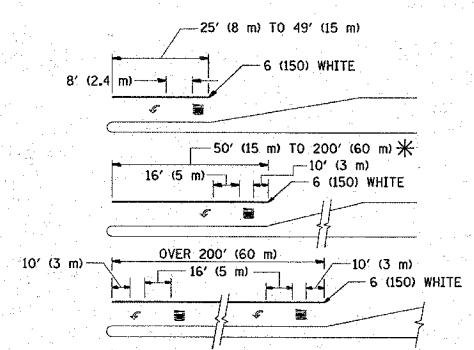 25' (8 m) TO 49' (15 m)
8' (2.4 m)
6 (150) WHITE
50' (15 m) TO 200' (60 m) *
16' (5 m)
10' (3 m)
6 (150) WHITE
OVER 200' (60 m)
10' (3 m)
16' (5 m)
10' (3 m)
6 (150) WHITE